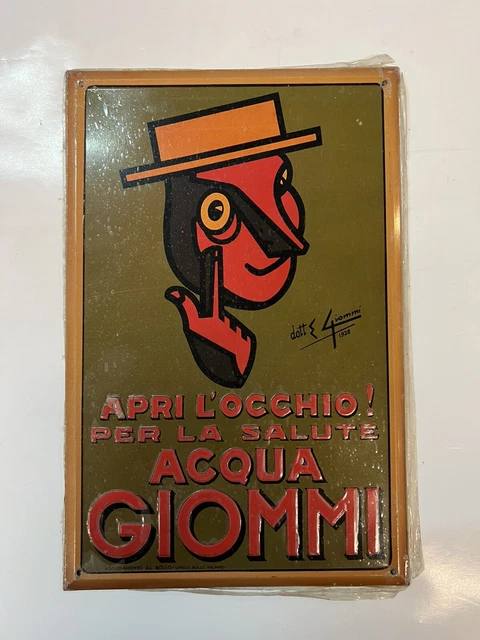 dott E Giommi
1928
APRI L'OCCHIO!
PER LA SALUTE
ACQUA
GIOMMI